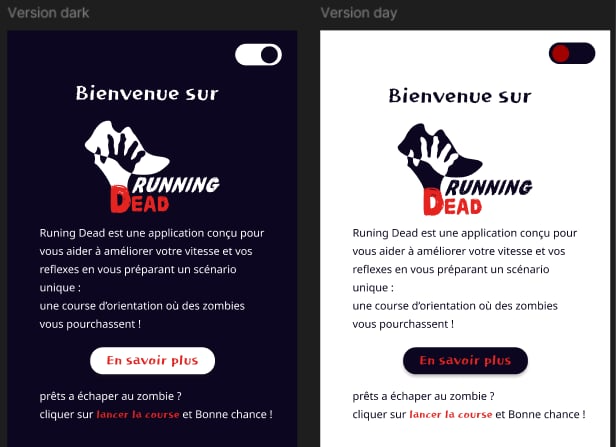 Version dark
Bienvenue sur
RUNNING
DEAD
Runing Dead est une application conçu pour
vous aider à améliorer votre vitesse et vos
reflexes en vous préparant un scénario
unique :
une course d'orientation où des zombies
vous pourchassent !
En savoir plus
prêts a échaper au zombie ?
cliquer sur lancer la course et Bonne chance !
Version day
Bienvenue sur
RUNNING
DEAD
Runing Dead est une application conçu pour
vous aider à améliorer votre vitesse et vos
reflexes en vous préparant un scénario
unique :
une course d'orientation où des zombies
vous pourchassent !
En savoir plus
prêts a échaper au zombie ?
cliquer sur lancer la course et Bonne chance !